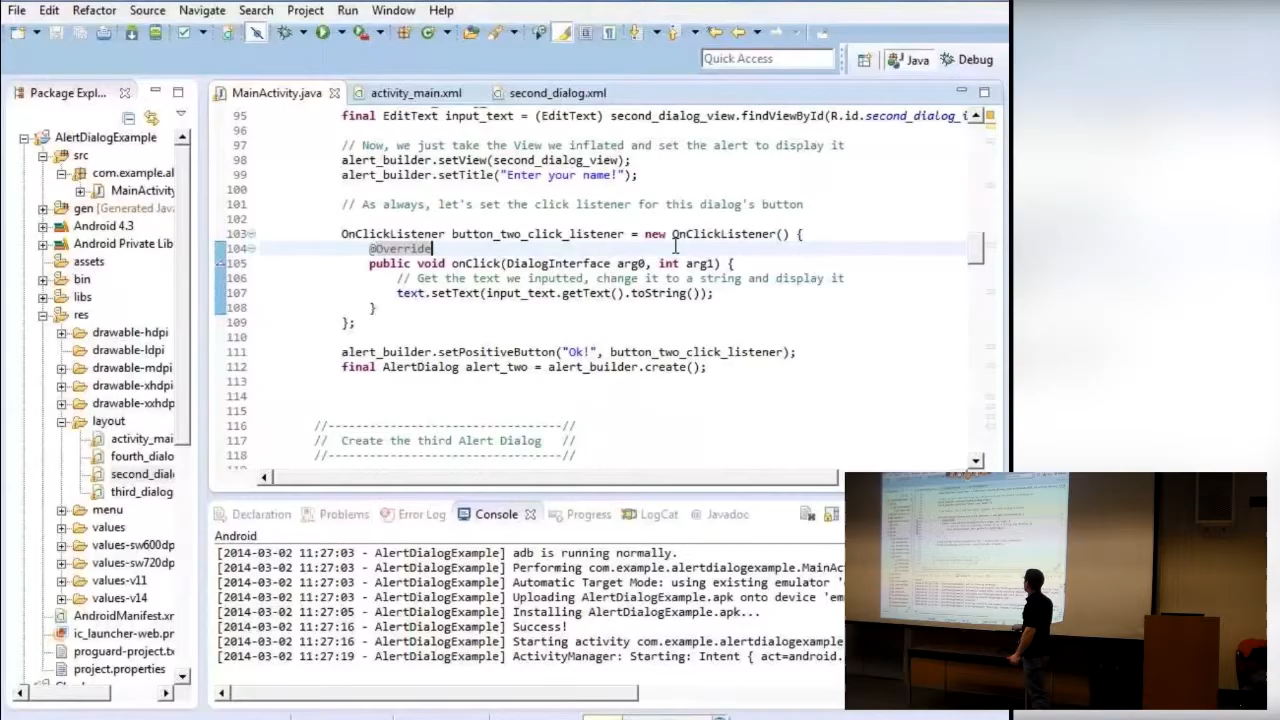 File Edit Refactor Source Navigate Search Project Run Window Help
Quick Access
Java
Debug
Package Expl...
MainActivity.java
activity_main.xml
second_dialog.xml
AlertDialogExample
src
com.example.al
MainActivity
gen [Generated Java
Android 4.3
Android Private Lib
assets
bin
libs
res
drawable-hdpi
drawable-ldpi
drawable-mdpi
drawable-xhdpi
drawable-xxhdpi
layout
activity_mai
fourth_dialo
second_dialo
third_dialog
menu
values
values-sw600dp
values-sw720dp
values-v11
values-v14
AndroidManifest.xm
ic_launcher-web.pr
proguard-project.tx
project.properties
95 final EditText input_text = (EditText) second_dialog_view.findViewById(R.id.second_dialog_i
96
97 // Now, we just take the View we inflated and set the alert to display it
98 alert_builder.setView(second_dialog_view);
99 alert_builder.setTitle("Enter your name!");
100
101 // As always, let's set the click listener for this dialog's button
102
103 OnClickListener button_two_click_listener = new OnClickListener() {
104 @Override
105 public void onClick(DialogInterface arg0, int arg1) {
106 // Get the text we inputted, change it to a string and display it
107 text.setText(input_text.getText().toString());
108 }
109 };
110
111 alert_builder.setPositiveButton("Ok!", button_two_click_listener);
112 final AlertDialog alert_two = alert_builder.create();
113
114
115
116 //----------------------------------//
117 // Create the third Alert Dialog //
118 //----------------------------------//
Problems
Console
Progress
LogCat
Javadoc
Android
[2014-03-02 11:27:03 - AlertDialogExample] adb is running normally.
[2014-03-02 11:27:03 - AlertDialogExample] Performing com.example.alertdialogexample.MainAc
[2014-03-02 11:27:03 - AlertDialogExample] Automatic Target Mode: using existing emulator '
[2014-03-02 11:27:03 - AlertDialogExample] Uploading AlertDialogExample.apk onto device 'em
[2014-03-02 11:27:05 - AlertDialogExample] Installing AlertDialogExample.apk...
[2014-03-02 11:27:16 - AlertDialogExample] Success!
[2014-03-02 11:27:16 - AlertDialogExample] Starting activity com.example.alertdialogexample
[2014-03-02 11:27:19 - AlertDialogExample] ActivityManager: Starting: Intent { act=android.